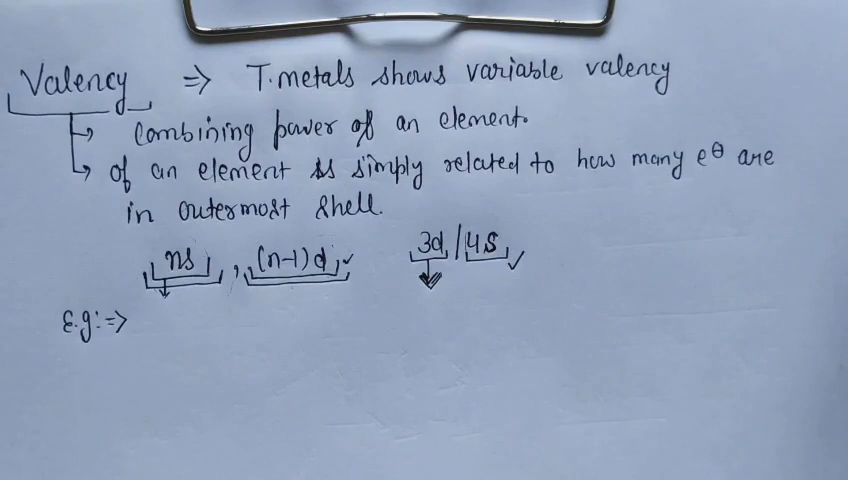 Valency => T.metals shows variable valency
combining power of an element.
of an element is simply related to how many e⊖ are
in outermost shell.
ns, (n-1)d 3d/4s
E.g:=>